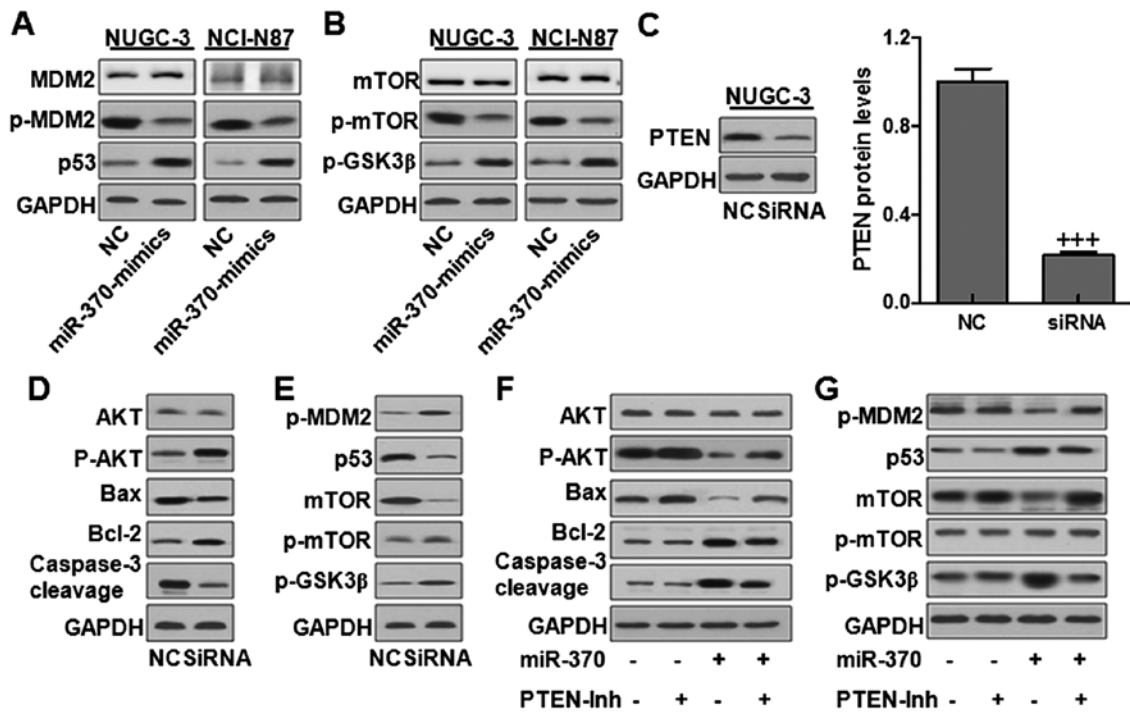 A
NUGC-3 NCI-N87
MDM2
p-MDM2
p53
GAPDH
NC
miR-370-mimics
NC
miR-370-mimics
B
NUGC-3 NCI-N87
mTOR
p-mTOR
p-GSK3β
GAPDH
NC
miR-370-mimics
NC
miR-370-mimics
C
NUGC-3
PTEN
GAPDH
NC SiRNA
PTEN protein levels
1.2
0.8
0.4
0.0
+++
NC siRNA
D
AKT
P-AKT
Bax
Bcl-2
Caspase-3
cleavage
GAPDH
NC SiRNA
E
p-MDM2
p53
mTOR
p-mTOR
p-GSK3β
GAPDH
NC SiRNA
F
AKT
P-AKT
Bax
Bcl-2
Caspase-3
cleavage
GAPDH
miR-370 - - + +
PTEN-Inh - + - +
G
p-MDM2
p53
mTOR
p-mTOR
p-GSK3β
GAPDH
miR-370 - - + +
PTEN-Inh - + - +